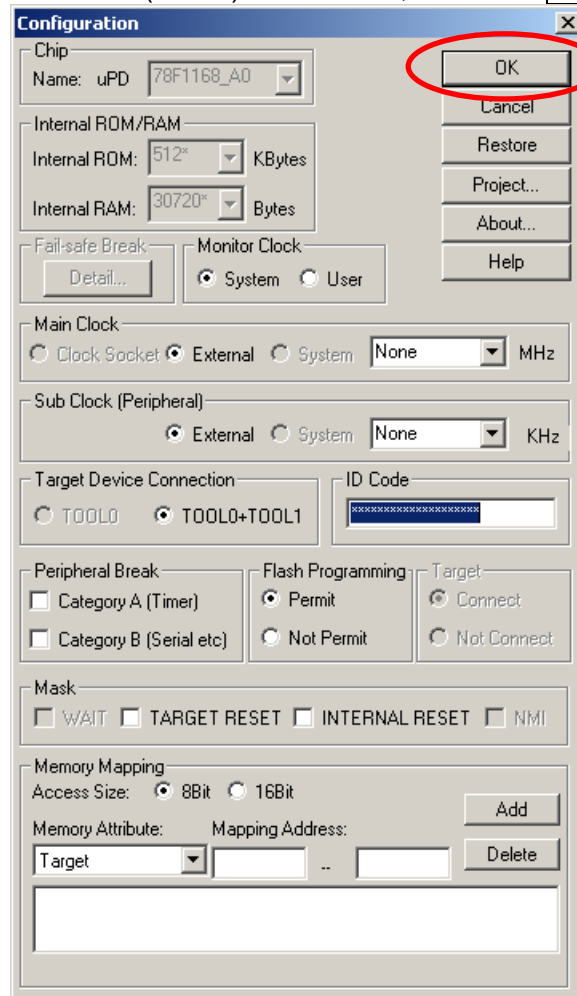 Configuration
Chip
Name: uPD 78F1168_A0
OK
Cancel
Internal ROM/RAM
Internal ROM: 512* KBytes
Restore
Project...
Internal RAM: 30720* Bytes
About...
Fail-safe Break
Detail...
Monitor Clock
System User
Help
Main Clock
Clock Socket External System None MHz
Sub Clock (Peripheral)
External System None KHz
Target Device Connection
TOOL0 TOOL0+TOOL1
ID Code
********************
Peripheral Break
Category A (Timer)
Category B (Serial etc)
Flash Programming
Permit
Not Permit
Target
Connect
Not Connect
Mask
WAIT TARGET RESET INTERNAL RESET NMI
Memory Mapping
Access Size: 8Bit 16Bit
Add
Memory Attribute: Mapping Address:
Target ..
Delete